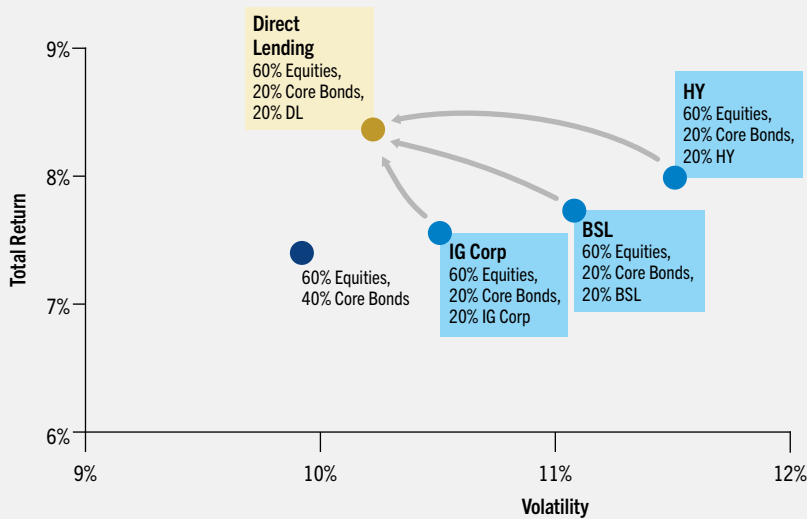 Direct
Lending
60% Equities,
20% Core Bonds,
20% DL
HY
60% Equities,
20% Core Bonds,
20% HY
BSL
60% Equities,
20% Core Bonds,
20% BSL
IG Corp
60% Equities,
20% Core Bonds,
20% IG Corp
60% Equities,
40% Core Bonds
Total Return
9%
8%
7%
6%
9%
10%
11%
12%
Volatility